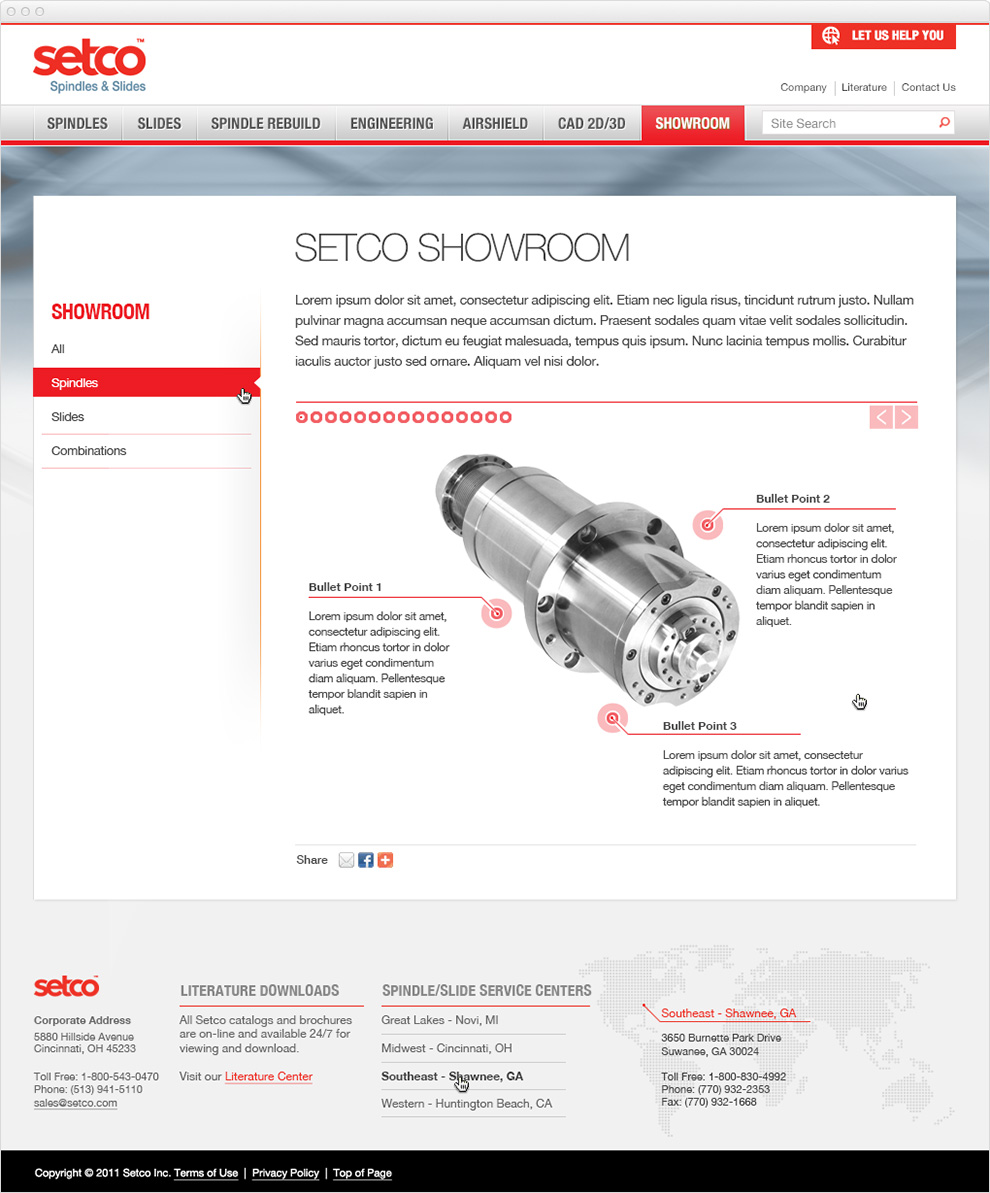 LET US HELP YOU
setco™
Spindles & Slides
Company Literature Contact Us
SPINDLES SLIDES SPINDLE REBUILD ENGINEERING AIRSHIELD CAD 2D/3D SHOWROOM Site Search
SETCO SHOWROOM
Lorem ipsum dolor sit amet, consectetur adipiscing elit. Etiam nec ligula risus, tincidunt rutrum justo. Nullam
pulvinar magna accumsan neque accumsan dictum. Praesent sodales quam vitae velit sodales sollicitudin.
Sed mauris tortor, dictum eu feugiat malesuada, tempus quis ipsum. Nunc lacinia tempus mollis. Curabitur
iaculis auctor justo sed ornare. Aliquam vel nisi dolor.
SHOWROOM
All
Spindles
Slides
Combinations
Bullet Point 2
Lorem ipsum dolor sit amet,
consectetur adipiscing elit.
Etiam rhoncus tortor in dolor
varius eget condimentum
diam aliquam. Pellentesque
tempor blandit sapien in
aliquet.
Bullet Point 1
Lorem ipsum dolor sit amet,
consectetur adipiscing elit.
Etiam rhoncus tortor in dolor
varius eget condimentum
diam aliquam. Pellentesque
tempor blandit sapien in
aliquet.
Bullet Point 3
Lorem ipsum dolor sit amet, consectetur
adipiscing elit. Etiam rhoncus tortor in dolor varius
eget condimentum diam aliquam. Pellentesque
tempor blandit sapien in aliquet.
Share
setco™
Corporate Address
5880 Hillside Avenue
Cincinnati, OH 45233
Toll Free: 1-800-543-0470
Phone: (513) 941-5110
sales@setco.com
LITERATURE DOWNLOADS
All Setco catalogs and brochures
are on-line and available 24/7 for
viewing and download.
Visit our Literature Center
SPINDLE/SLIDE SERVICE CENTERS
Great Lakes - Novi, MI
Midwest - Cincinnati, OH
Southeast - Shawnee, GA
Western - Huntington Beach, CA
Southeast - Shawnee, GA
3650 Burnette Park Drive
Suwanee, GA 30024
Toll Free: 1-800-830-4992
Phone: (770) 932-2353
Fax: (770) 932-1668
Copyright © 2011 Setco Inc. Terms of Use | Privacy Policy | Top of Page